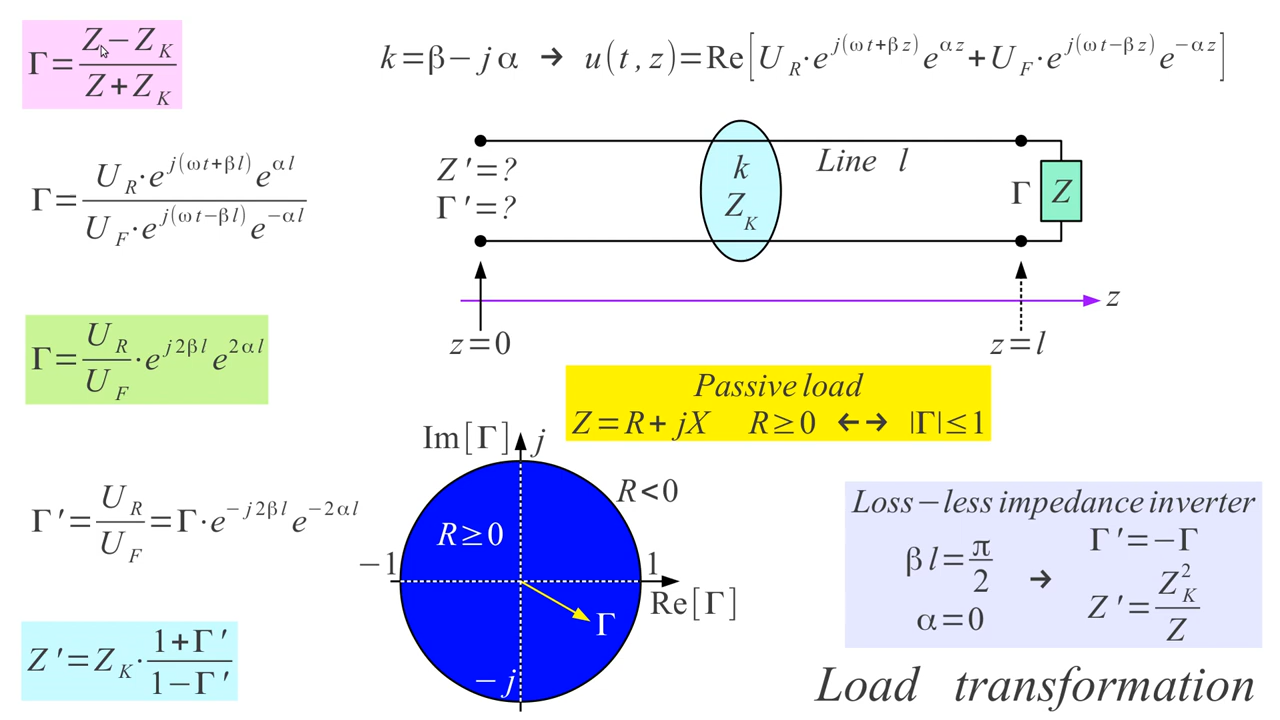 Γ=(Z−Z_K)/(Z+Z_K)
k=β−jα → u(t,z)=Re[U_R·e^{j(ωt+βz)}e^{αz}+U_F·e^{j(ωt−βz)}e^{−αz}]
Γ=(U_R·e^{j(ωt+βl)}e^{αl})/(U_F·e^{j(ωt−βl)}e^{−αl})
Z'=?
Γ'=?
k
Z_K
Line l
Γ
Z
z
z=0
z=l
Γ=U_R/U_F·e^{j2βl}e^{2αl}
Passive load
Z=R+jX R≥0 ←→ |Γ|≤1
Im[Γ]
j
R<0
R≥0
−1
1
Re[Γ]
Γ
−j
Γ'=U_R/U_F=Γ·e^{−j2βl}e^{−2αl}
Loss−less impedance inverter
βl=π/2
α=0
→
Γ'=−Γ
Z'=Z_K^2/Z
Z'=Z_K·(1+Γ')/(1−Γ')
Load transformation